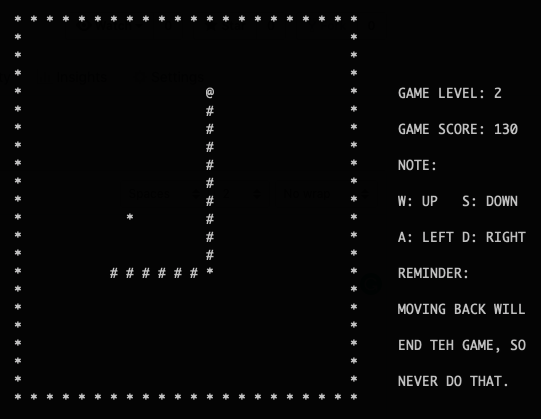 GAME LEVEL: 2
GAME SCORE: 130
NOTE:
W: UP   S: DOWN
A: LEFT D: RIGHT
REMINDER:
MOVING BACK WILL
END TEH GAME, SO
NEVER DO THAT.